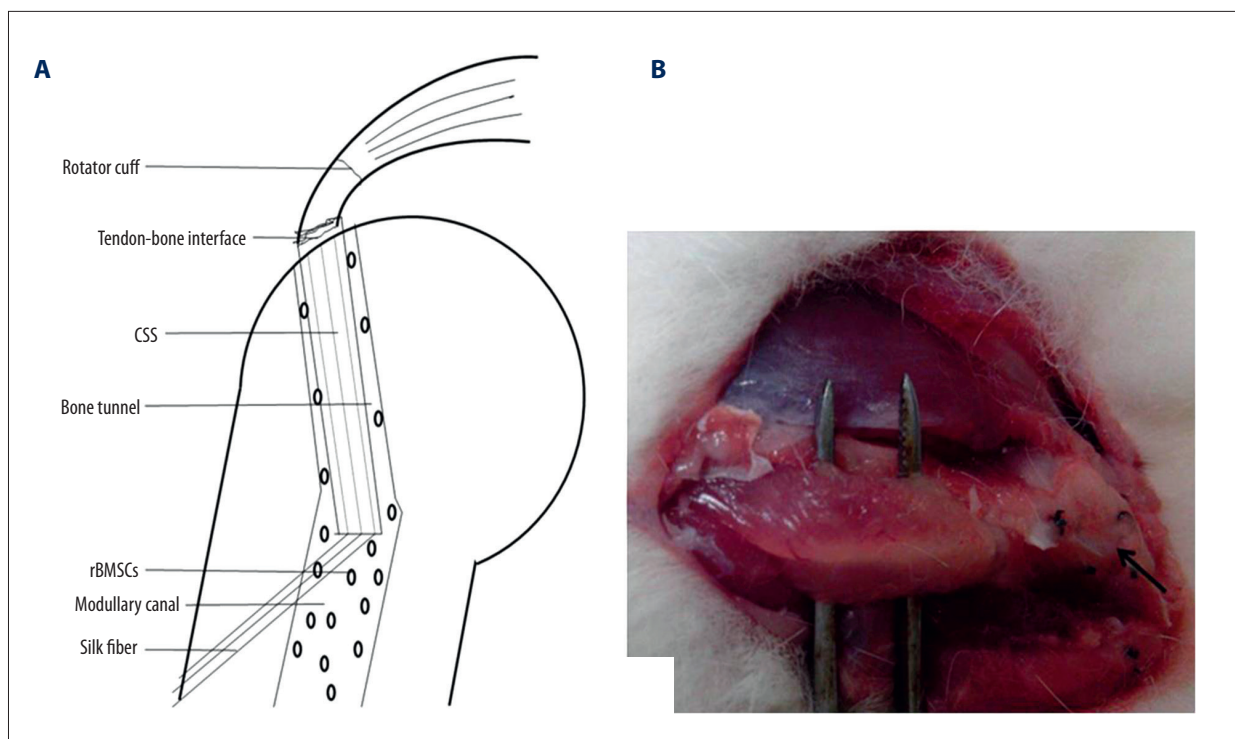 A
B
Rotator cuff
Tendon-bone interface
CSS
Bone tunnel
rBMSCs
Modullary canal
Silk fiber